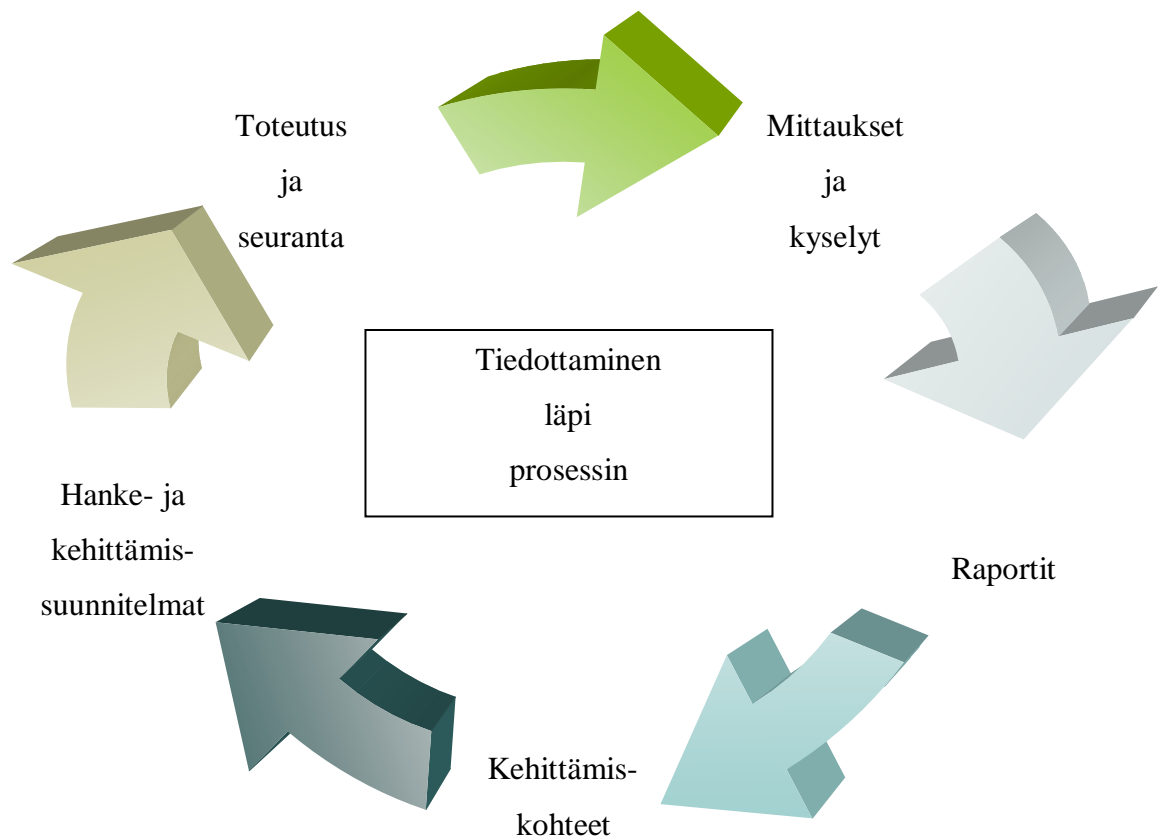 Toteutus
ja
seuranta
Mittaukset
ja
kyselyt
Tiedottaminen
läpi
prosessin
Hanke- ja
kehittämis-
suunnitelmat
Raportit
Kehittämis-
kohteet